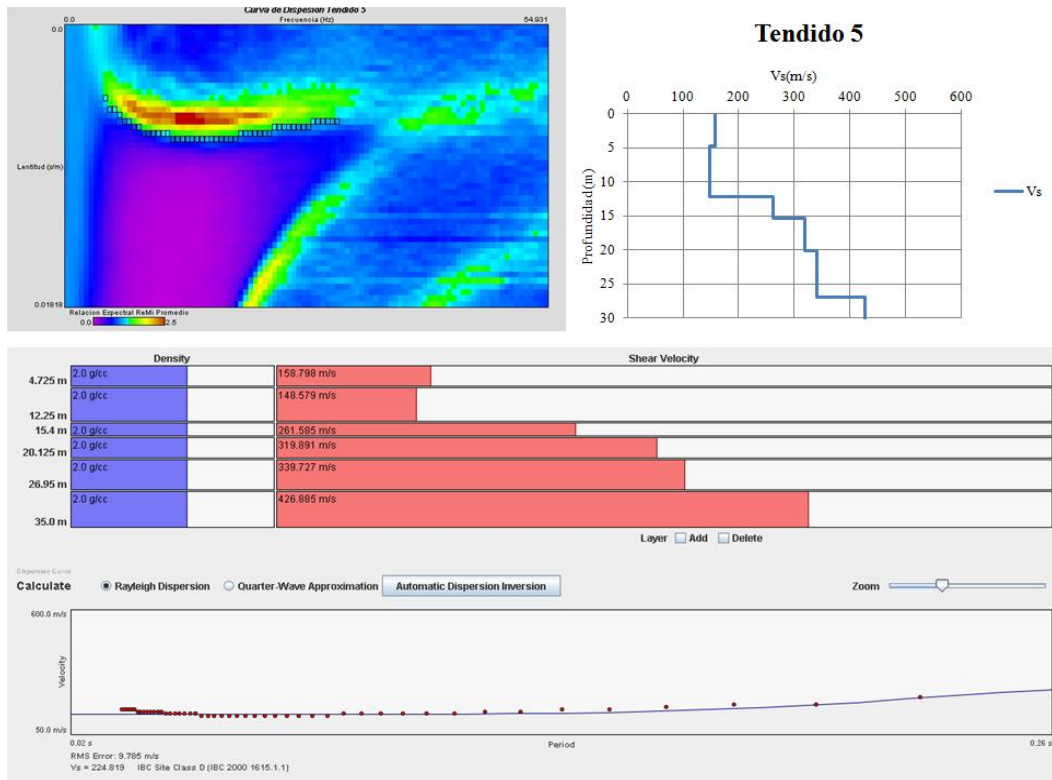 Curva de Dispesión Tendido 5
0.0 Frecuencia (Hz) 54.931
0.0
Lentitud (s/m)
0.01818
Relacion Espectral ReMi Promedio
0.0 2.5
Tendido 5
Vs(m/s)
0 100 200 300 400 500 600
0
5
10
15
20
25
30
Profundidad(m)
Vs
Density Shear Velocity
2.0 g/cc 158.798 m/s
4.725 m
2.0 g/cc 148.579 m/s
12.25 m
2.0 g/cc 261.585 m/s
15.4 m
2.0 g/cc 319.891 m/s
20.125 m
2.0 g/cc 339.727 m/s
26.95 m
2.0 g/cc 426.885 m/s
35.0 m
Layer Add Delete
Dispersion Curve
Calculate Rayleigh Dispersion Quarter-Wave Approximation Automatic Dispersion Inversion Zoom
600.0 m/s
Velocity
50.0 m/s
0.02 s Period 0.26 s
RMS Error: 9.785 m/s
Vs = 224.819 IBC Site Class D (IBC 2000 1615.1.1)